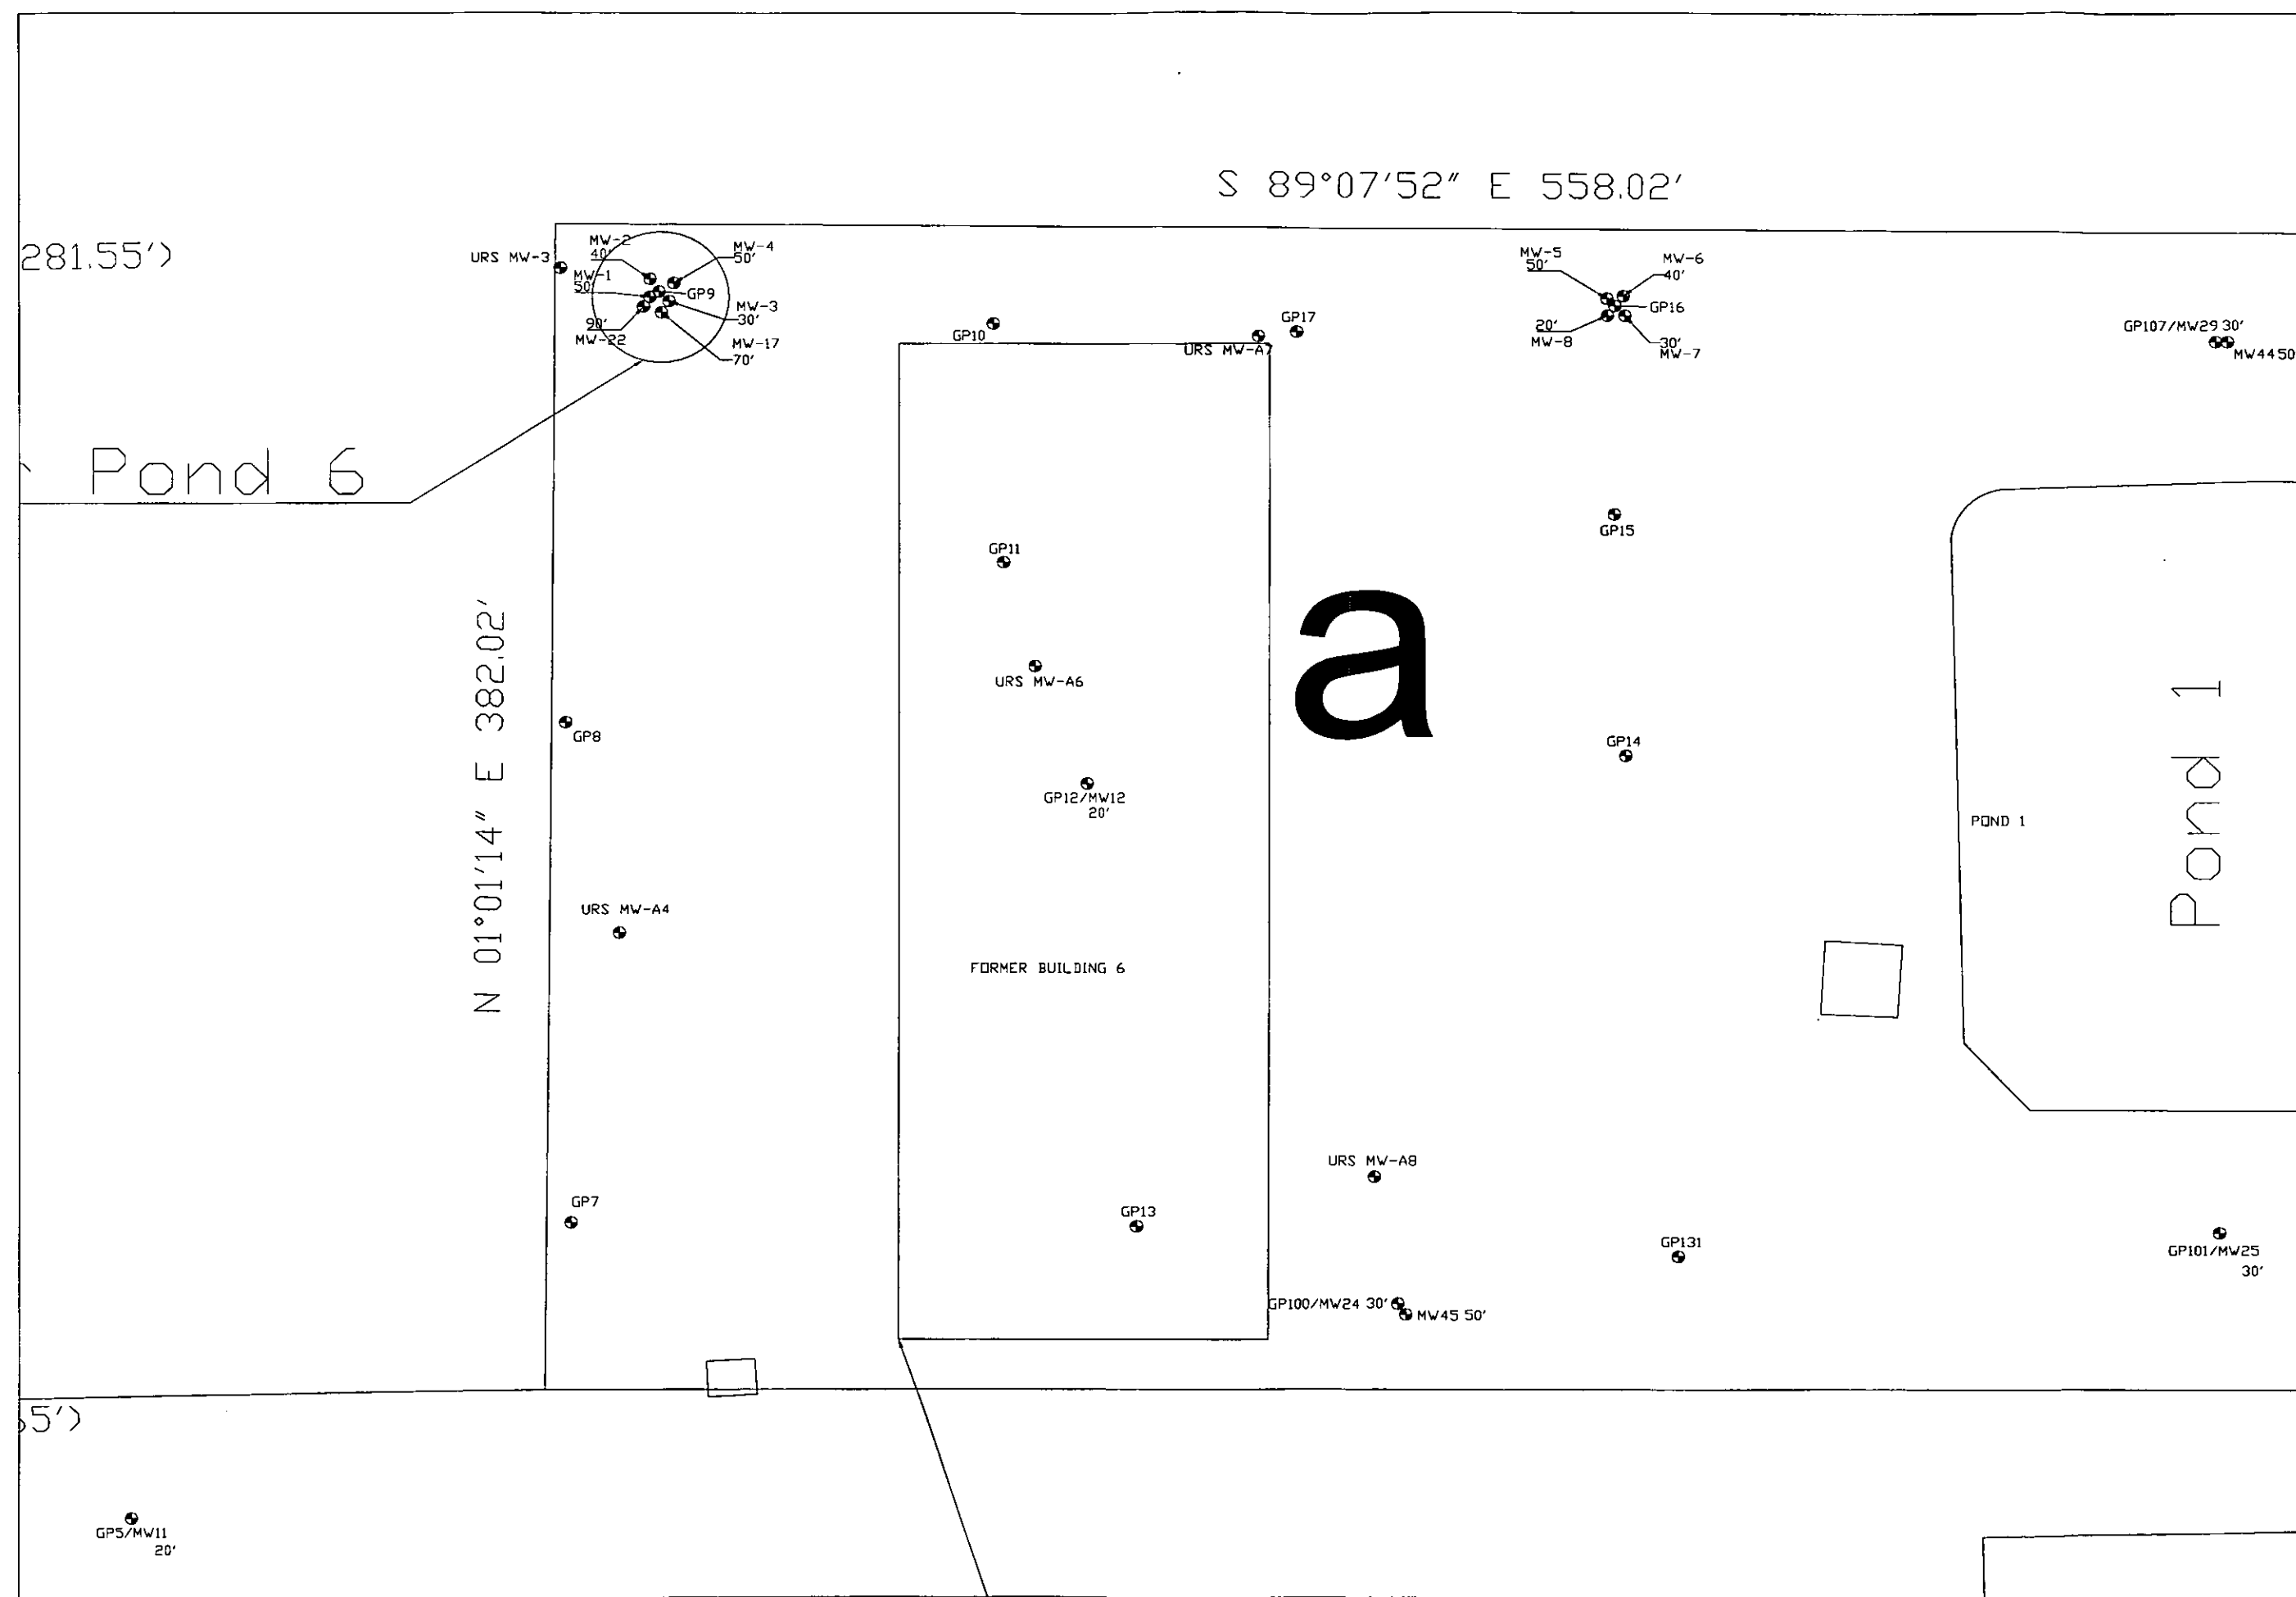 S 89°07'52" E 558.02'
281.55')
URS MW-3
MW-2
40'
MW-4
50'
MW-1
50'
GP9
MW-3
30'
90'
MW-22
MW-17
70'
GP10
URS MW-A7
GP17
MW-5
50'
MW-6
40'
GP16
20'
MW-8
30'
MW-7
GP107/MW29 30'
MW44 50
Pond 6
GP15
GP11
a
N 01°01'14" E 382.02'
URS MW-A6
GP8
GP14
GP12/MW12
20'
POND 1
Pond 1
URS MW-A4
FORMER BUILDING 6
URS MW-A8
GP7
GP13
GP131
GP101/MW25
30'
GP100/MW24 30'
MW45 50'
5')
GP5/MW11
20'